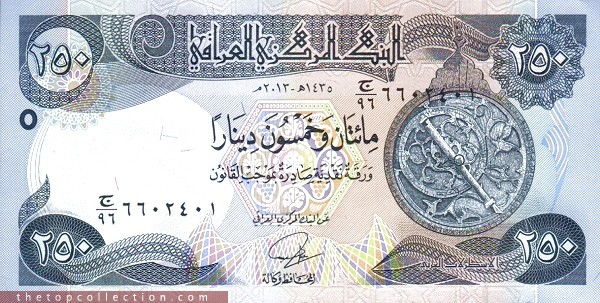 البنك المركزي العراقي
٢٥٠ ٢٥٠
١٤٣٥هـ-٢٠١٣م
ج/٩٦ ٦٦٠٢٤٠١
مائتان وخمسون دينارا
ورقة نقدية صادرة بموجب القانون
ج/٩٦ ٦٦٠٢٤٠١
عن البنك المركزي العراقي
المحافظ وكالة
٢٥٠ ٢٥٠
thetopcollection.com